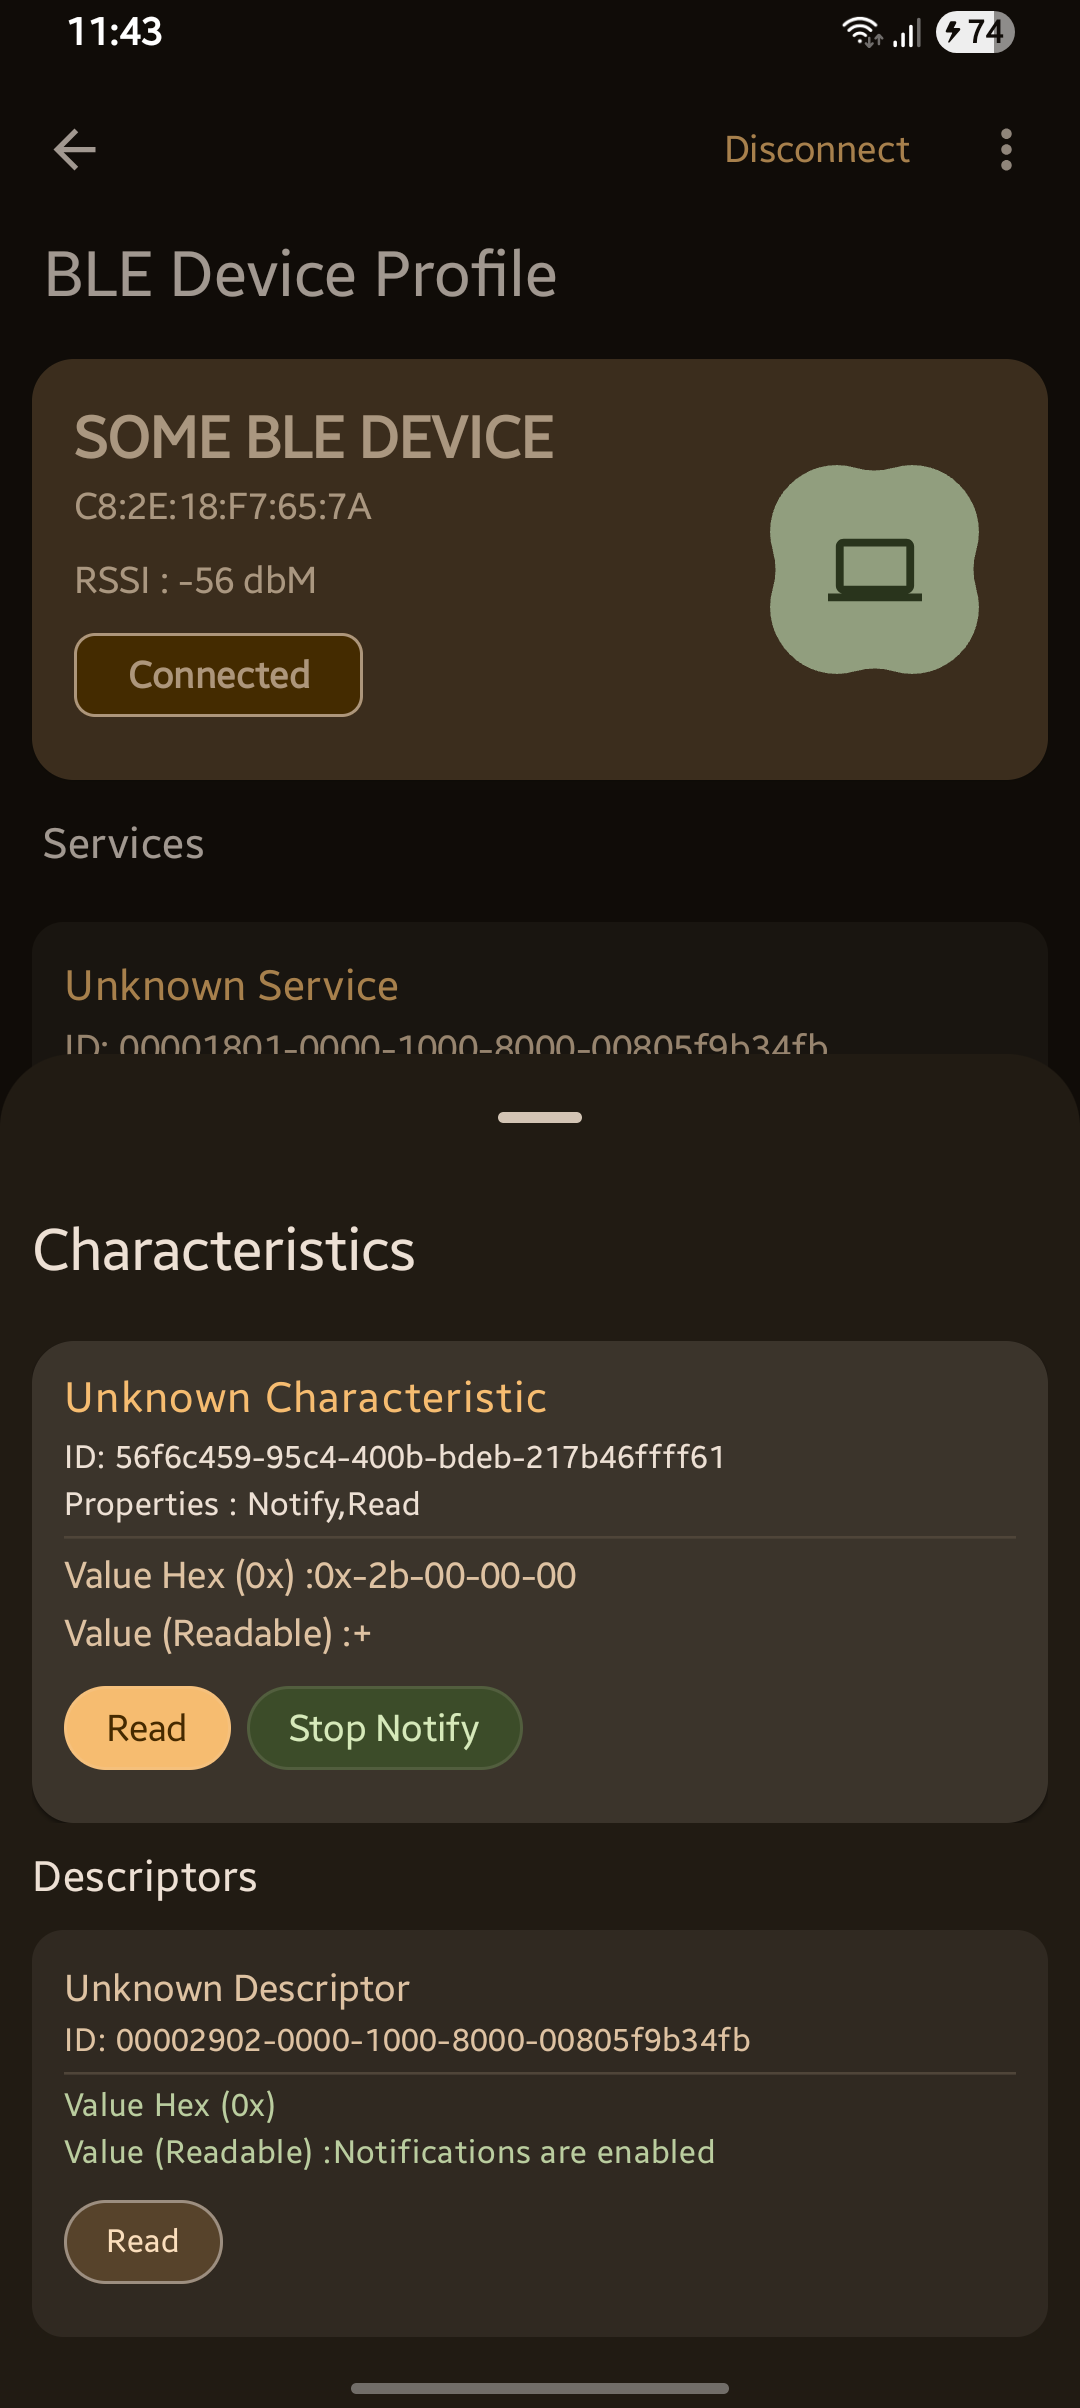 11:43
74
Disconnect
BLE Device Profile
SOME BLE DEVICE
C8:2E:18:F7:65:7A
RSSI : -56 dbM
Connected
Services
Unknown Service
ID: 00001801-0000-1000-8000-00805f9b34fb
Characteristics
Unknown Characteristic
ID: 56f6c459-95c4-400b-bdeb-217b46ffff61
Properties : Notify,Read
Value Hex (0x) :0x-2b-00-00-00
Value (Readable) :+
Read
Stop Notify
Descriptors
Unknown Descriptor
ID: 00002902-0000-1000-8000-00805f9b34fb
Value Hex (0x)
Value (Readable) :Notifications are enabled
Read